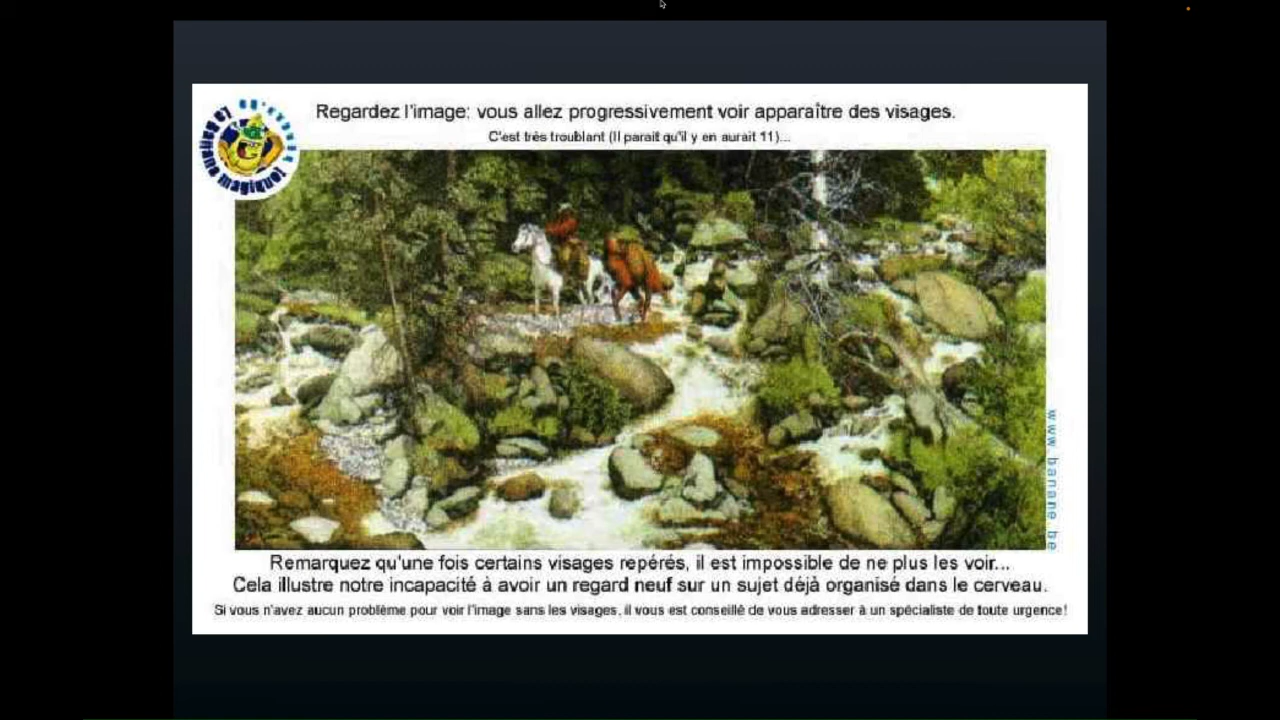 Regardez l'image: vous allez progressivement voir apparaître des visages.
C'est très troublant (Il parait qu'il y en aurait 11)...
magique!
www.banane.be
Remarquez qu'une fois certains visages repérés, il est impossible de ne plus les voir...
Cela illustre notre incapacité à avoir un regard neuf sur un sujet déjà organisé dans le cerveau.
Si vous n'avez aucun problème pour voir l'image sans les visages, il vous est conseillé de vous adresser à un spécialiste de toute urgence!